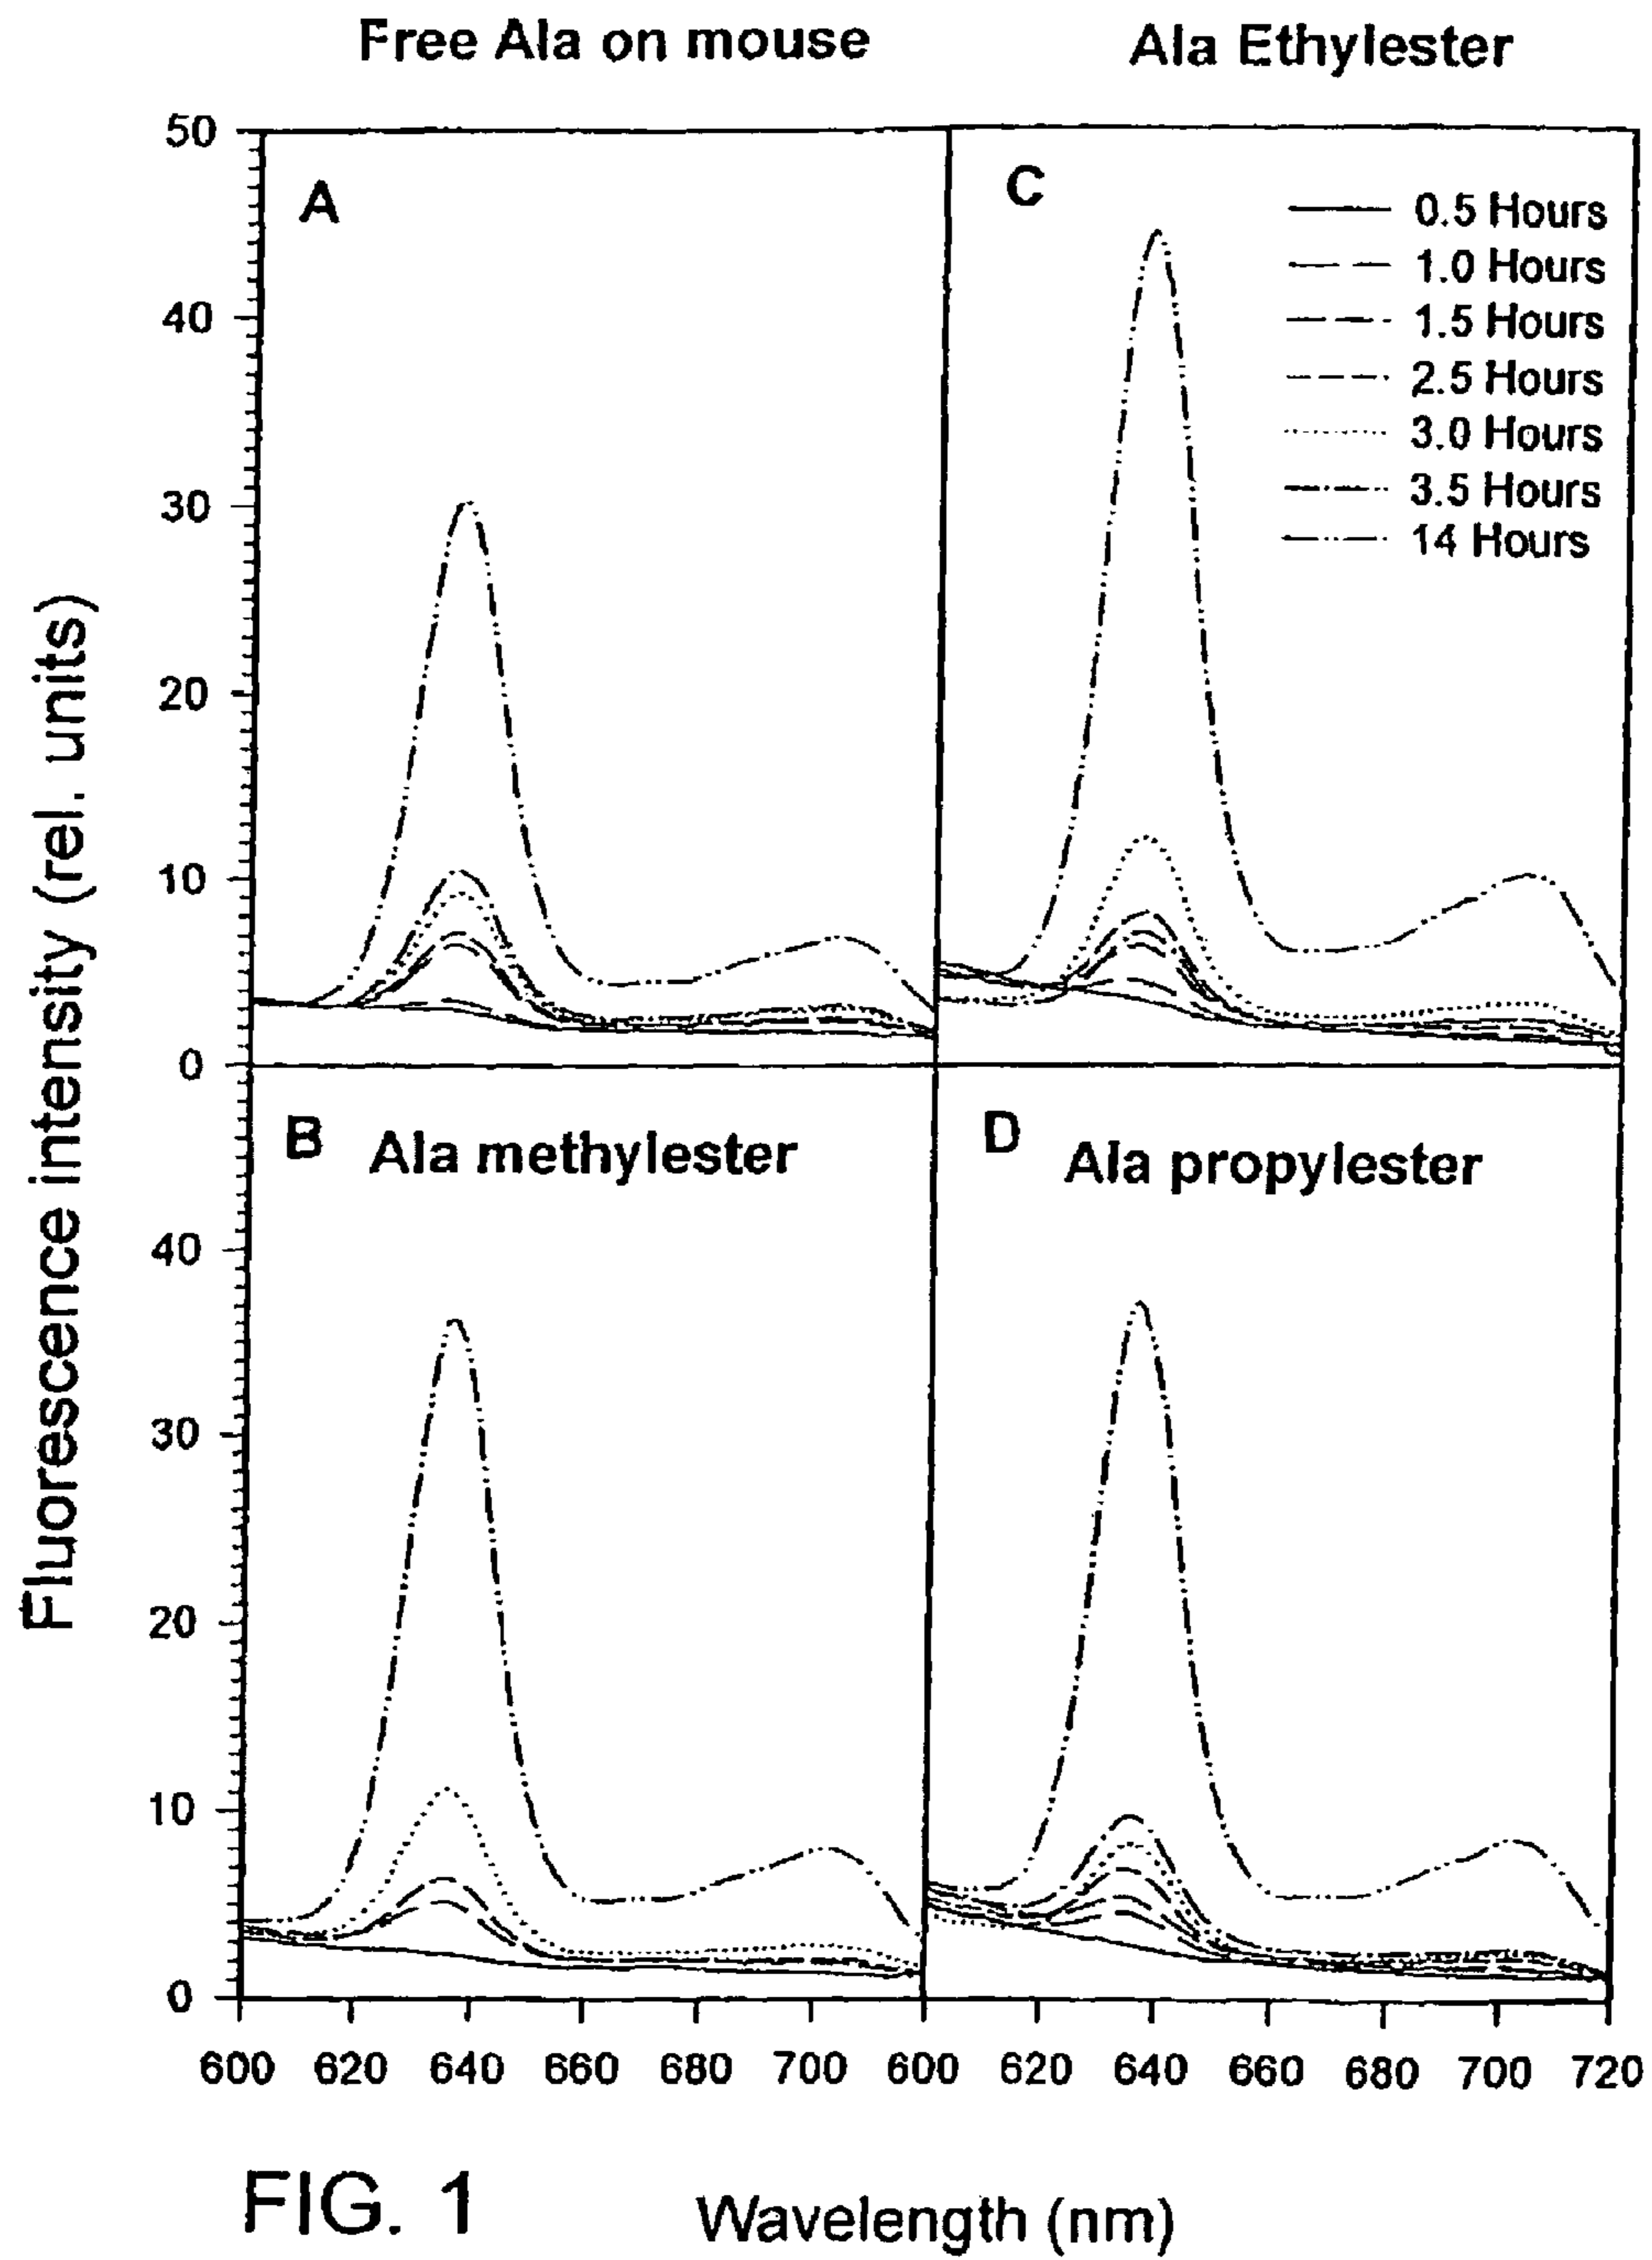 Free Ala on mouse
Ala Ethylester
Fluorescence intensity (rel. units)
50
40
30
20
10
0
A
C
0.5 Hours
1.0 Hours
1.5 Hours
2.5 Hours
3.0 Hours
3.5 Hours
14 Hours
B Ala methylester
D Ala propylester
40
30
20
10
0
600 620 640 660 680 700 600 620 640 660 680 700 720
FIG. 1
Wavelength (nm)